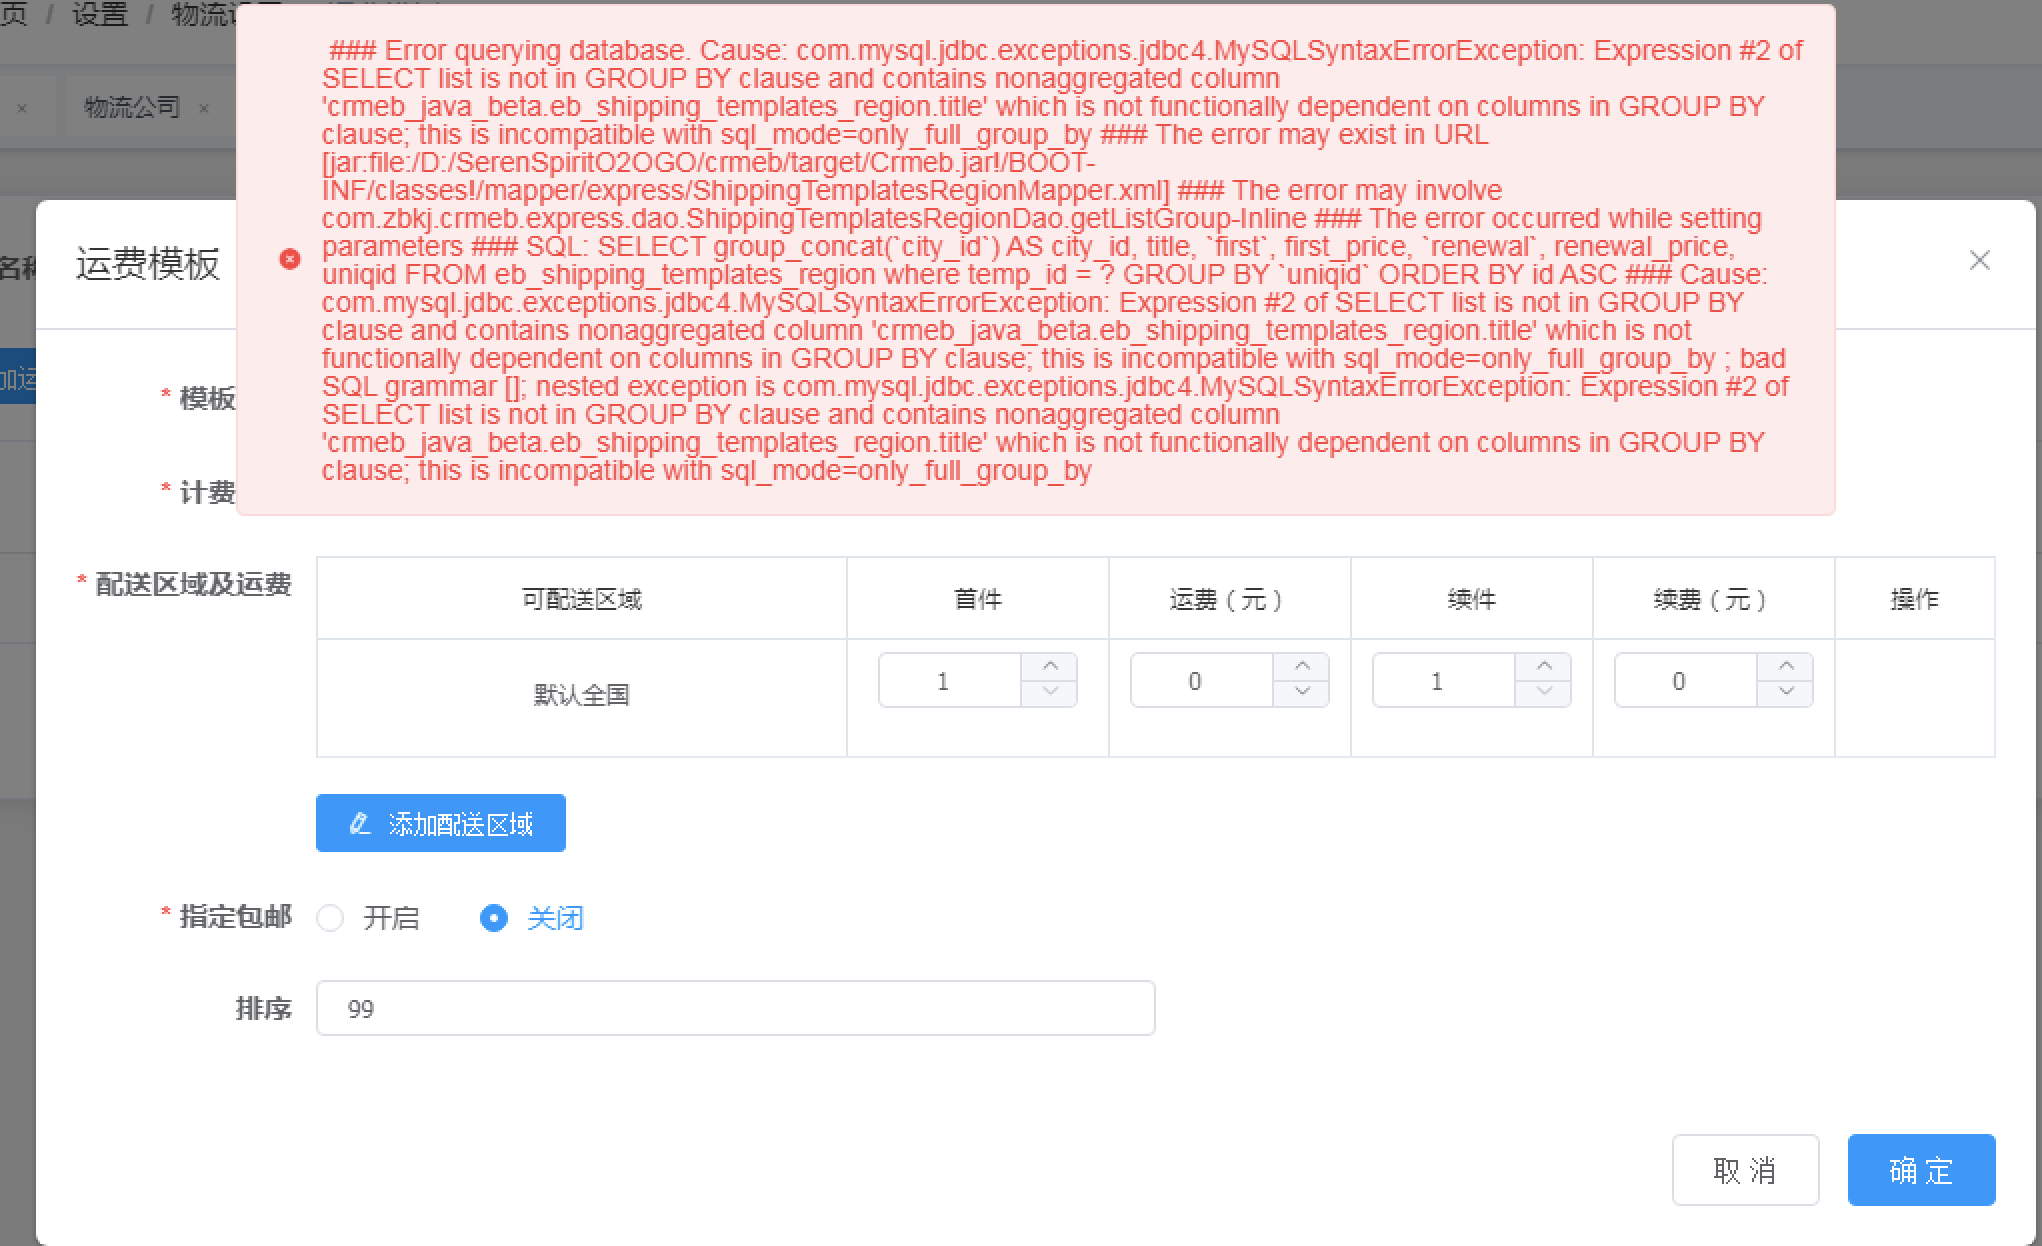 页 / 设置 / 物流
× 物流公司 ×
### Error querying database. Cause: com.mysql.jdbc.exceptions.jdbc4.MySQLSyntaxErrorException: Expression #2 of
SELECT list is not in GROUP BY clause and contains nonaggregated column
'crmeb_java_beta.eb_shipping_templates_region.title' which is not functionally dependent on columns in GROUP BY
clause; this is incompatible with sql_mode=only_full_group_by ### The error may exist in URL
[jar:file:/D:/SerenSpiritO2OGO/crmeb/target/Crmeb.jar!/BOOT-
INF/classes!/mapper/express/ShippingTemplatesRegionMapper.xml] ### The error may involve
com.zbkj.crmeb.express.dao.ShippingTemplatesRegionDao.getListGroup-Inline ### The error occurred while setting
parameters ### SQL: SELECT group_concat(`city_id`) AS city_id, title, `first`, first_price, `renewal`, renewal_price,
uniqid FROM eb_shipping_templates_region where temp_id = ? GROUP BY `uniqid` ORDER BY id ASC ### Cause:
com.mysql.jdbc.exceptions.jdbc4.MySQLSyntaxErrorException: Expression #2 of SELECT list is not in GROUP BY
clause and contains nonaggregated column 'crmeb_java_beta.eb_shipping_templates_region.title' which is not
functionally dependent on columns in GROUP BY clause; this is incompatible with sql_mode=only_full_group_by ; bad
SQL grammar []; nested exception is com.mysql.jdbc.exceptions.jdbc4.MySQLSyntaxErrorException: Expression #2 of
SELECT list is not in GROUP BY clause and contains nonaggregated column
'crmeb_java_beta.eb_shipping_templates_region.title' which is not functionally dependent on columns in GROUP BY
clause; this is incompatible with sql_mode=only_full_group_by
名称
运费模板
加运
* 模板
* 计费
* 配送区域及运费
可配送区域 首件 运费（元） 续件 续费（元） 操作
默认全国 1 0 1 0
添加配送区域
* 指定包邮 开启 关闭
排序 99
取 消 确 定